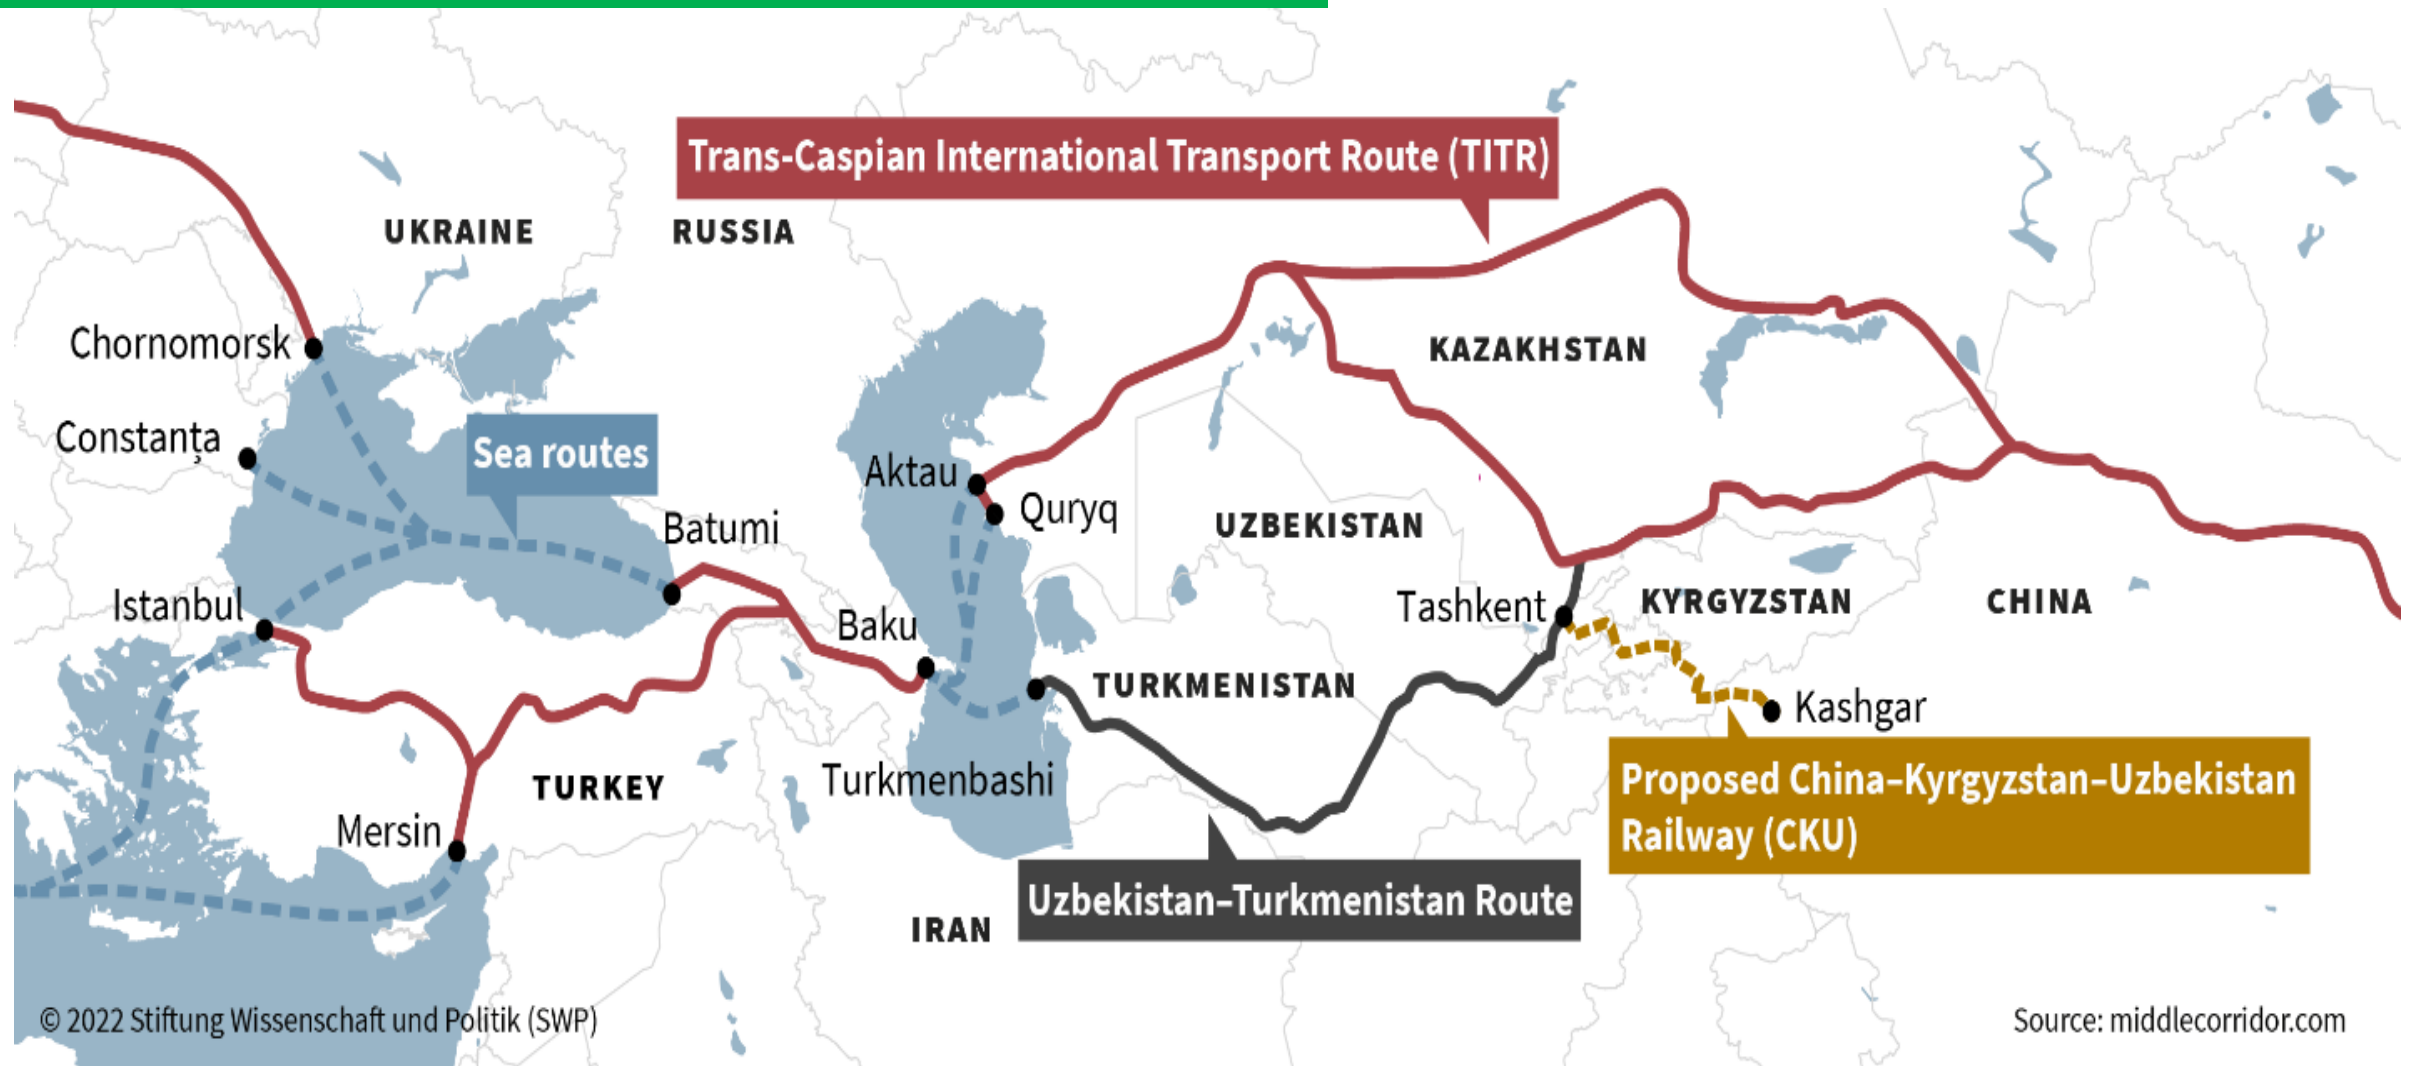 Trans-Caspian International Transport Route (TITR)
UKRAINE
RUSSIA
Chornomorsk
KAZAKHSTAN
Constanța
Sea routes
Aktau
Quryq
Batumi
UZBEKISTAN
Istanbul
Baku
Tashkent
KYRGYZSTAN
CHINA
TURKMENISTAN
Kashgar
TURKEY
Turkmenbashi
Proposed China–Kyrgyzstan–Uzbekistan
Railway (CKU)
Mersin
Uzbekistan–Turkmenistan Route
IRAN
© 2022 Stiftung Wissenschaft und Politik (SWP)
Source: middlecorridor.com